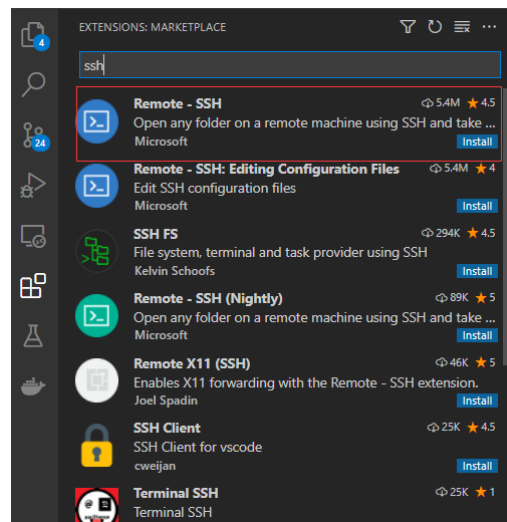 EXTENSIONS: MARKETPLACE
4
ssh
24
Remote - SSH 5.4M ★ 4.5
Open any folder on a remote machine using SSH and take ...
Microsoft Install
Remote - SSH: Editing Configuration Files 5.4M ★ 4
Edit SSH configuration files
Microsoft Install
SSH FS 294K ★ 4.5
File system, terminal and task provider using SSH
Kelvin Schoofs Install
Remote - SSH (Nightly) 89K ★ 5
Open any folder on a remote machine using SSH and take ...
Microsoft Install
Remote X11 (SSH) 46K ★ 5
Enables X11 forwarding with the Remote - SSH extension.
Joel Spadin Install
SSH Client 25K ★ 4.5
SSH Client for vscode
cweijan Install
Terminal SSH 25K ★ 1
Terminal SSH